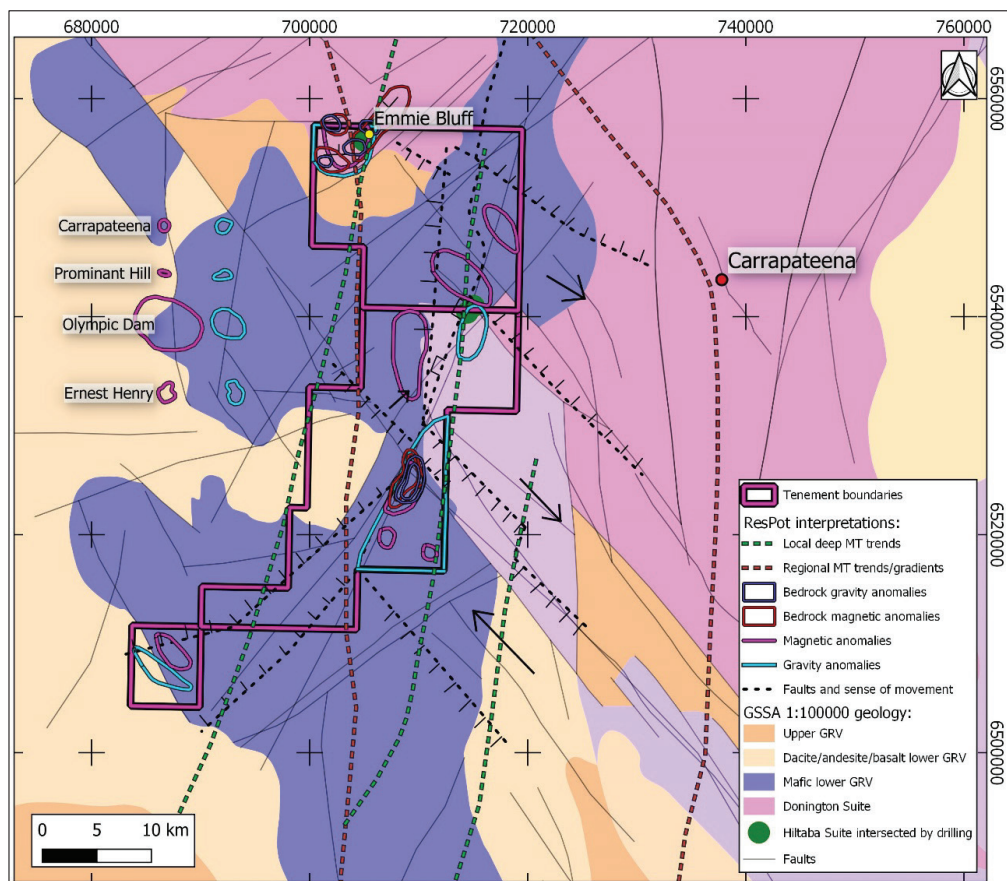 680000
700000
720000
740000
760000
6560000
Emmie Bluff
Carrapateena
Carrapateena
Prominant Hill
6540000
Olympic Dam
Ernest Henry
6520000
6500000
Tenement boundaries
ResPot interpretations:
Local deep MT trends
Regional MT trends/gradients
Bedrock gravity anomalies
Bedrock magnetic anomalies
Magnetic anomalies
Gravity anomalies
Faults and sense of movement
GSSA 1:100000 geology:
Upper GRV
Dacite/andesite/basalt lower GRV
Mafic lower GRV
Donington Suite
Hiltaba Suite intersected by drilling
Faults
0 5 10 km